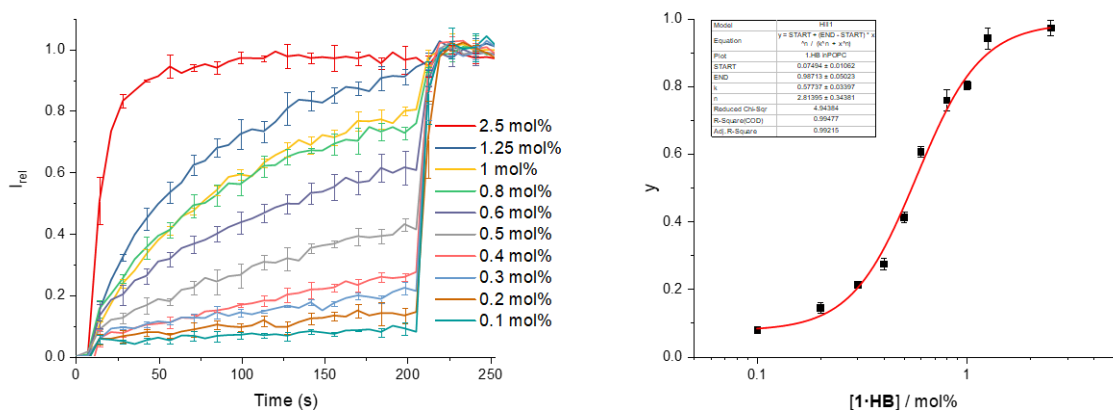 1.0
0.8
0.6
0.4
0.2
0.0
I_rel
0
50
100
150
200
250
Time (s)
2.5 mol%
1.25 mol%
1 mol%
0.8 mol%
0.6 mol%
0.5 mol%
0.4 mol%
0.3 mol%
0.2 mol%
0.1 mol%
1.0
0.8
0.6
0.4
0.2
0.0
y
0.1
1
[1·HB] / mol%
Model Hill1
Equation y = START + (END - START) * x
^n / (k^n + x^n)
Plot 1.HB inPOPC
START 0.07494 ± 0.01062
END 0.98713 ± 0.05023
k 0.57737 ± 0.03397
n 2.81395 ± 0.34381
Reduced Chi-Sqr 4.94384
R-Square(COD) 0.99477
Adj. R-Square 0.99215